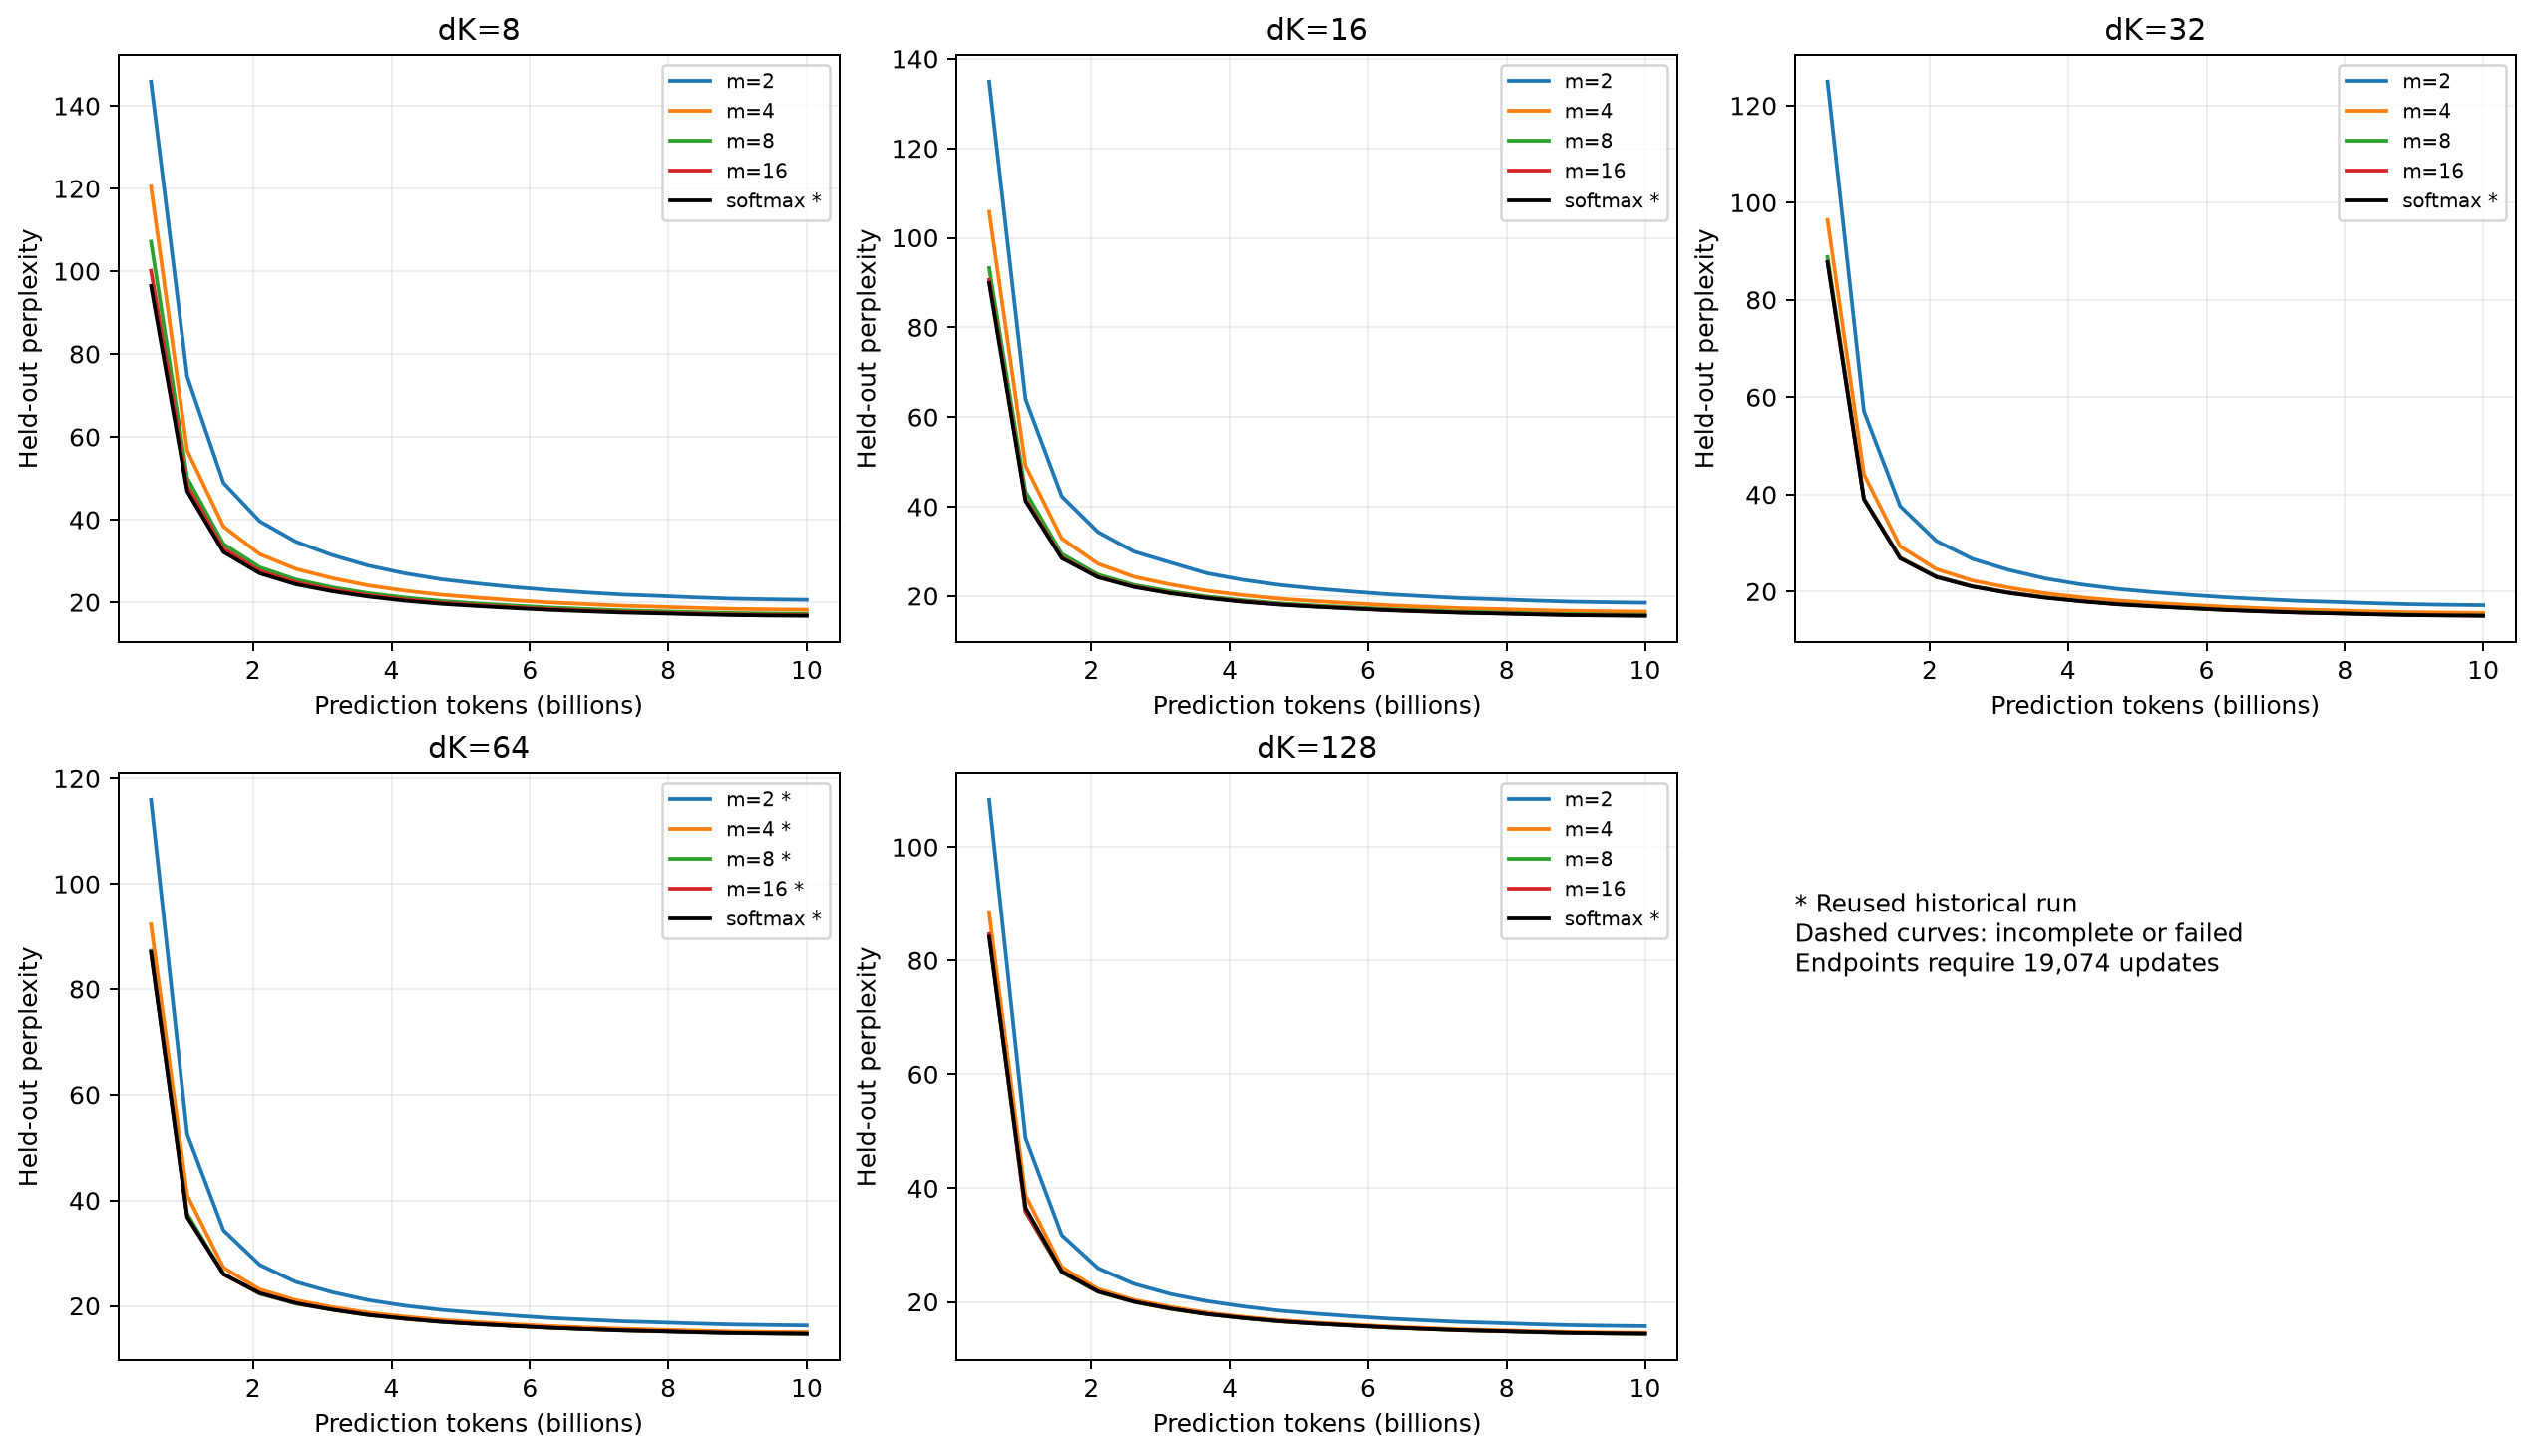 dK=8
Held-out perplexity
140
120
100
80
60
40
20
m=2
m=4
m=8
m=16
softmax *
2 4 6 8 10
Prediction tokens (billions)
dK=16
Held-out perplexity
140
120
100
80
60
40
20
m=2
m=4
m=8
m=16
softmax *
2 4 6 8 10
Prediction tokens (billions)
dK=32
Held-out perplexity
120
100
80
60
40
20
m=2
m=4
m=8
m=16
softmax *
2 4 6 8 10
Prediction tokens (billions)
dK=64
Held-out perplexity
120
100
80
60
40
20
m=2 *
m=4 *
m=8 *
m=16 *
softmax *
2 4 6 8 10
Prediction tokens (billions)
dK=128
Held-out perplexity
100
80
60
40
20
m=2
m=4
m=8
m=16
softmax *
2 4 6 8 10
Prediction tokens (billions)
* Reused historical run
Dashed curves: incomplete or failed
Endpoints require 19,074 updates